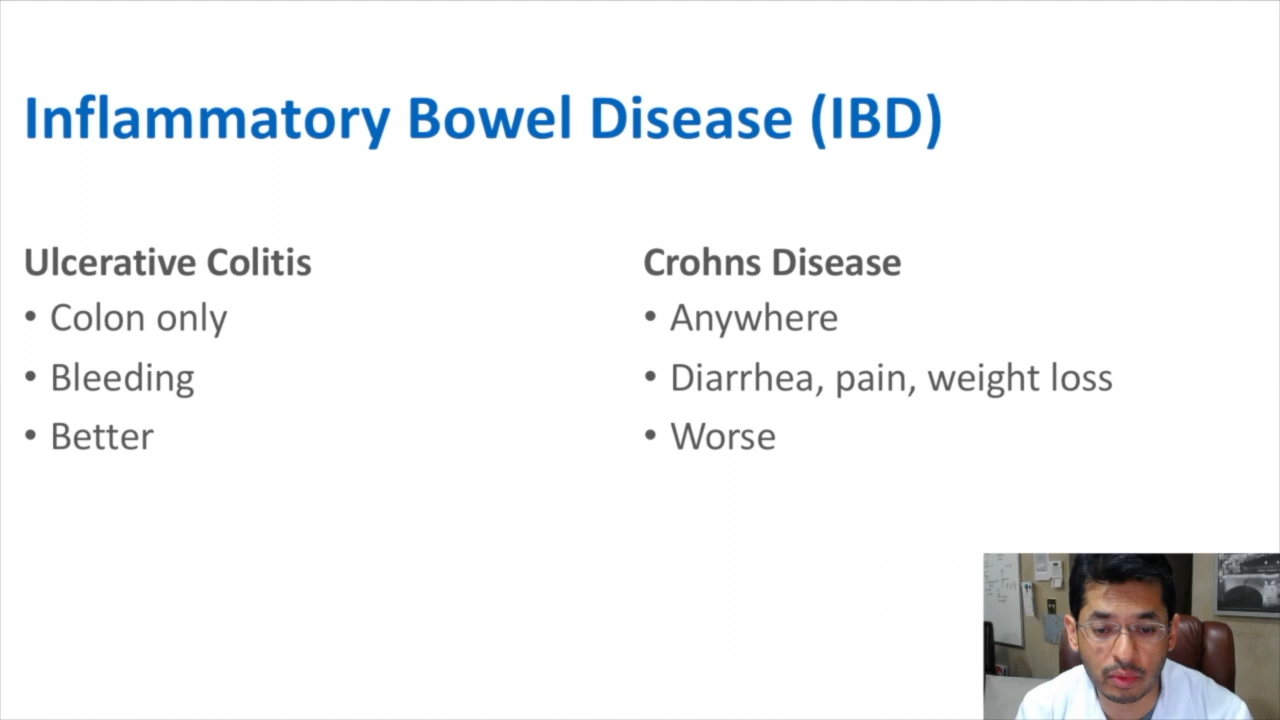 Inflammatory Bowel Disease (IBD)
Ulcerative Colitis
• Colon only
• Bleeding
• Better
Crohns Disease
• Anywhere
• Diarrhea, pain, weight loss
• Worse